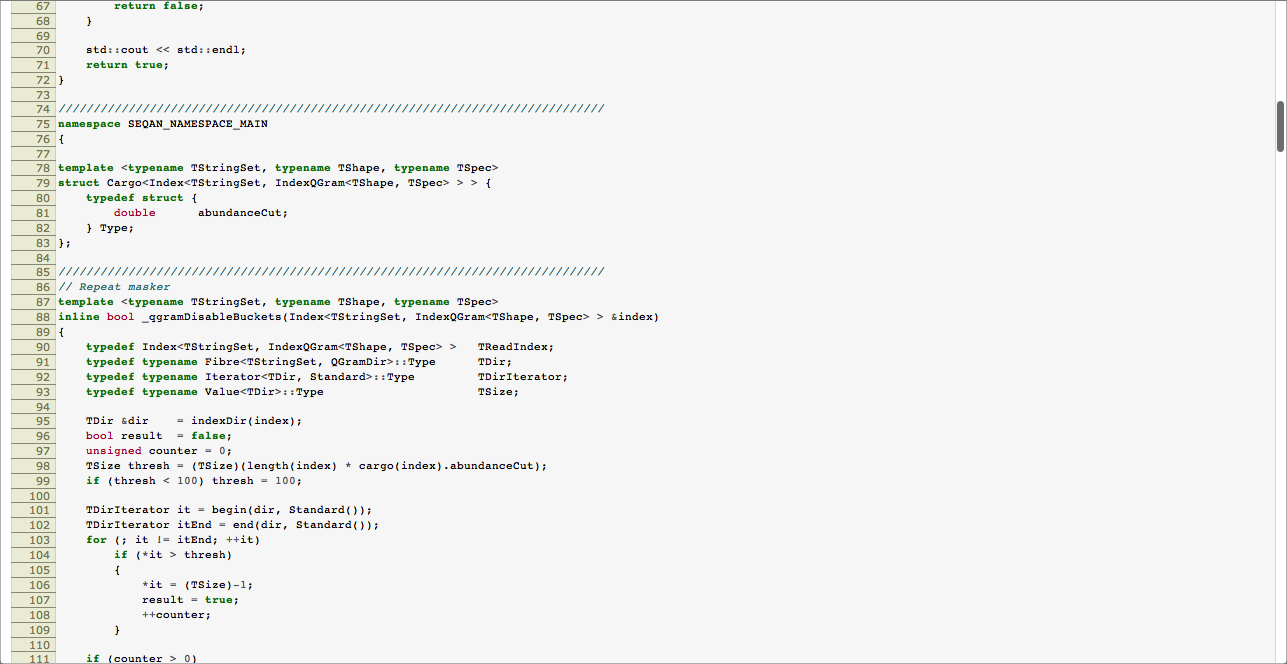 67 return false;
68 }
69
70 std::cout << std::endl;
71 return true;
72 }
73
74 //////////////////////////////////////////////////////////////////////////////
75 namespace SEQAN_NAMESPACE_MAIN
76 {
77
78 template <typename TStringSet, typename TShape, typename TSpec>
79 struct Cargo<Index<TStringSet, IndexQGram<TShape, TSpec> > > {
80 typedef struct {
81 double abundanceCut;
82 } Type;
83 };
84
85 //////////////////////////////////////////////////////////////////////////////
86 // Repeat masker
87 template <typename TStringSet, typename TShape, typename TSpec>
88 inline bool _qgramDisableBuckets(Index<TStringSet, IndexQGram<TShape, TSpec> > &index)
89 {
90 typedef Index<TStringSet, IndexQGram<TShape, TSpec> > TReadIndex;
91 typedef typename Fibre<TStringSet, QGramDir>::Type TDir;
92 typedef typename Iterator<TDir, Standard>::Type TDirIterator;
93 typedef typename Value<TDir>::Type TSize;
94
95 TDir &dir = indexDir(index);
96 bool result = false;
97 unsigned counter = 0;
98 TSize thresh = (TSize)(length(index) * cargo(index).abundanceCut);
99 if (thresh < 100) thresh = 100;
100
101 TDirIterator it = begin(dir, Standard());
102 TDirIterator itEnd = end(dir, Standard());
103 for (; it != itEnd; ++it)
104 if (*it > thresh)
105 {
106 *it = (TSize)-1;
107 result = true;
108 ++counter;
109 }
110
111 if (counter > 0)